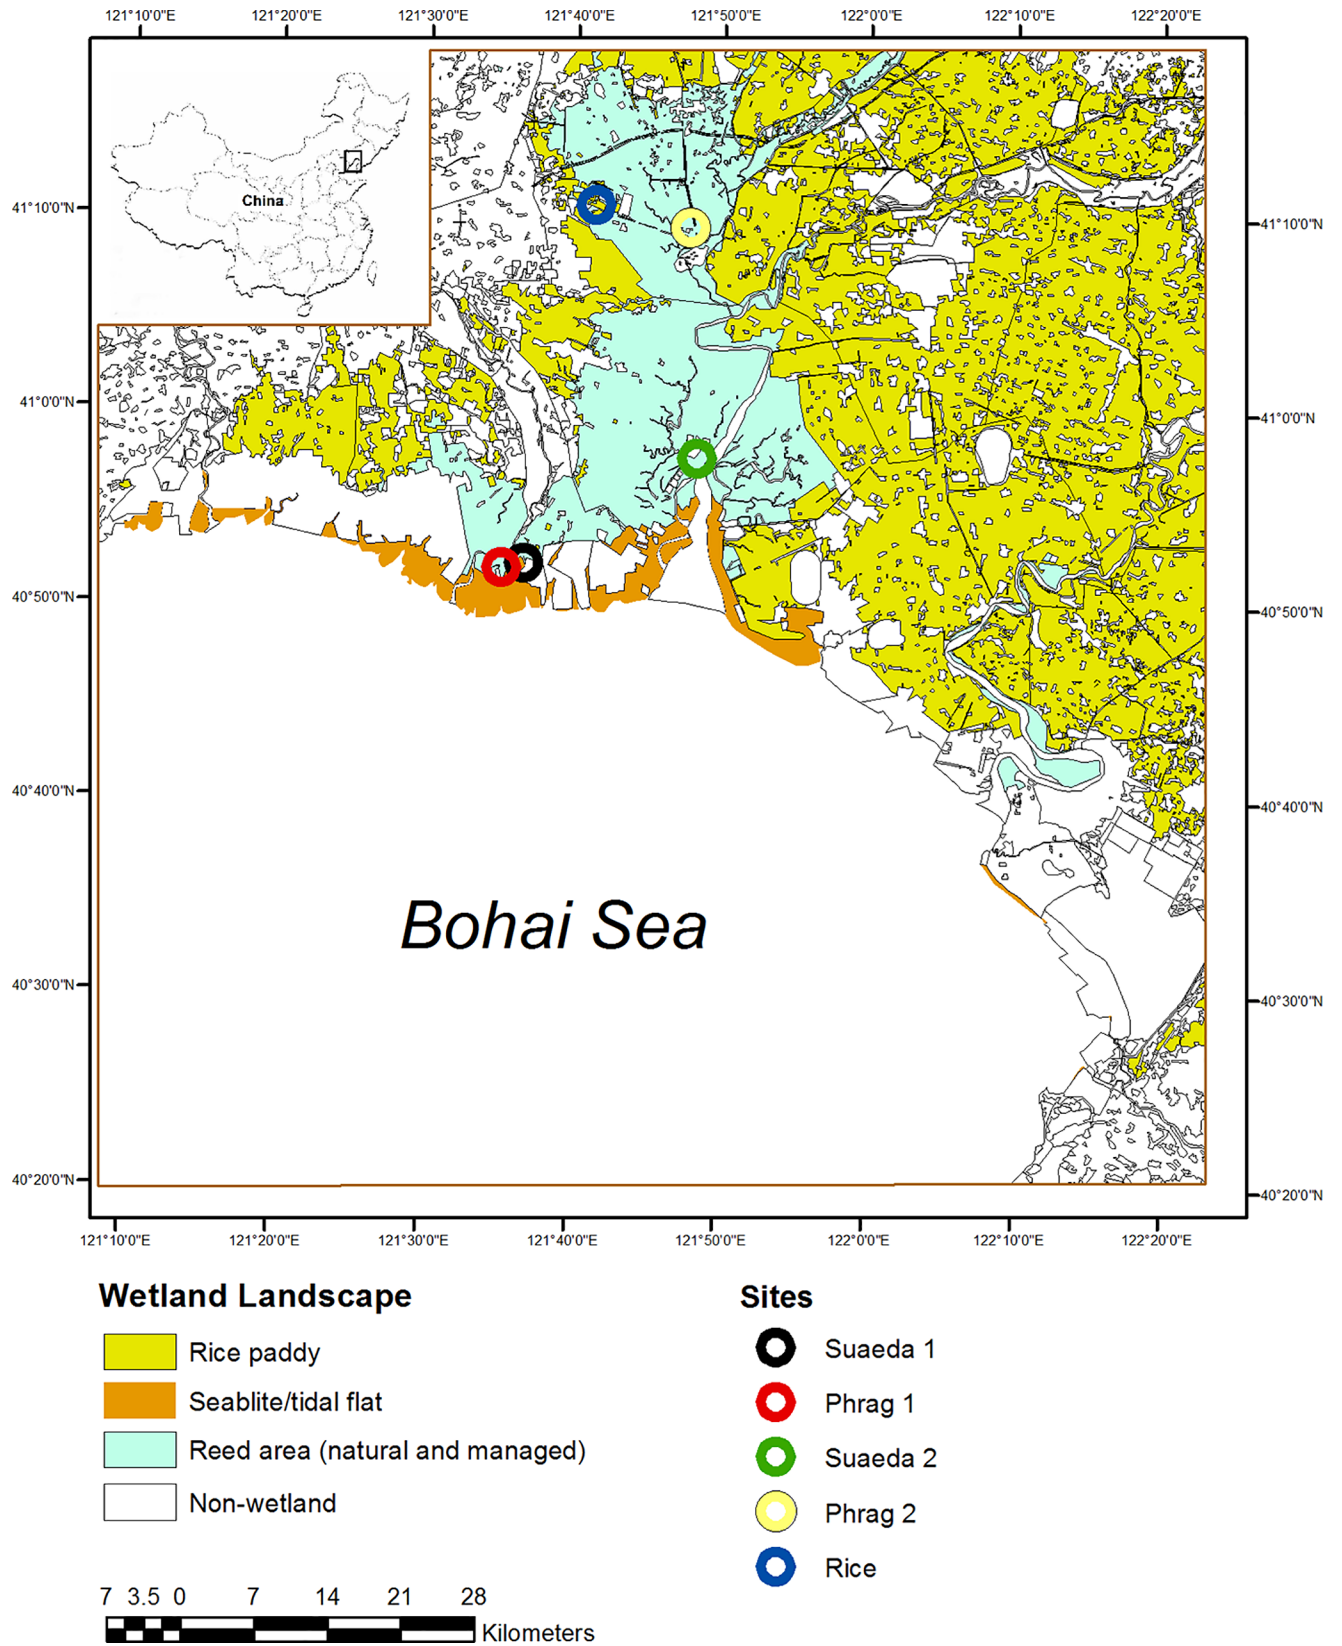 121°10'0"E 121°20'0"E 121°30'0"E 121°40'0"E 121°50'0"E 122°0'0"E 122°10'0"E 122°20'0"E
China
41°10'0"N 41°10'0"N
41°0'0"N 41°0'0"N
40°50'0"N 40°50'0"N
40°40'0"N 40°40'0"N
Bohai Sea
40°30'0"N 40°30'0"N
40°20'0"N 40°20'0"N
121°10'0"E 121°20'0"E 121°30'0"E 121°40'0"E 121°50'0"E 122°0'0"E 122°10'0"E 122°20'0"E
Wetland Landscape
Rice paddy
Seablite/tidal flat
Reed area (natural and managed)
Non-wetland
Sites
Suaeda 1
Phrag 1
Suaeda 2
Phrag 2
Rice
7 3.5 0 7 14 21 28
Kilometers